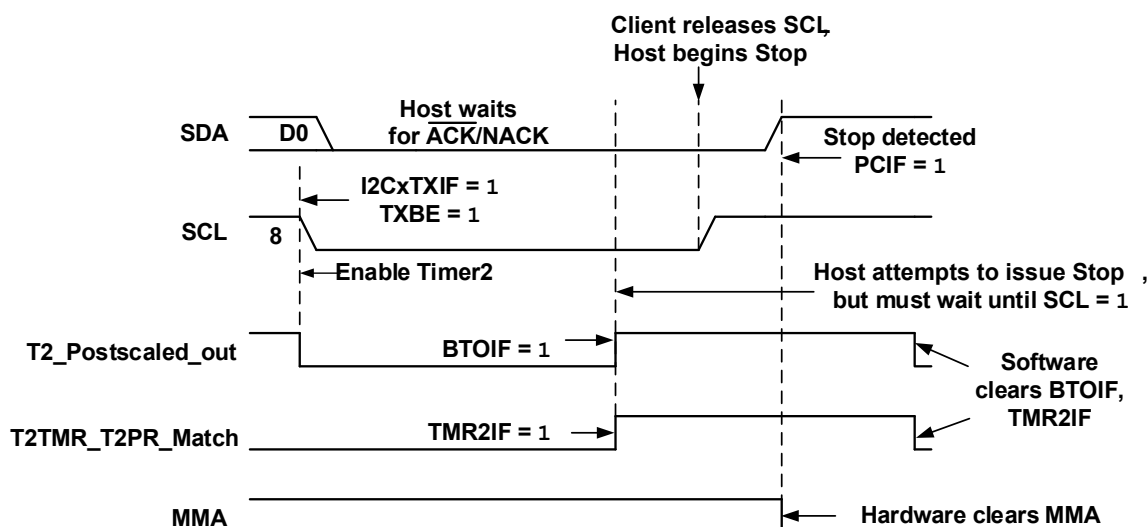 Client releases SCL,
Host begins Stop
SDA
D0
Host waits
for ACK/NACK
Stop detected
PCIF = 1
I2CxTXIF = 1
TXBE = 1
SCL
8
Enable Timer2
Host attempts to issue Stop ,
but must wait until SCL = 1
T2_Postscaled_out
BTOIF = 1
Software
clears BTOIF,
TMR2IF
T2TMR_T2PR_Match
TMR2IF = 1
MMA
Hardware clears MMA